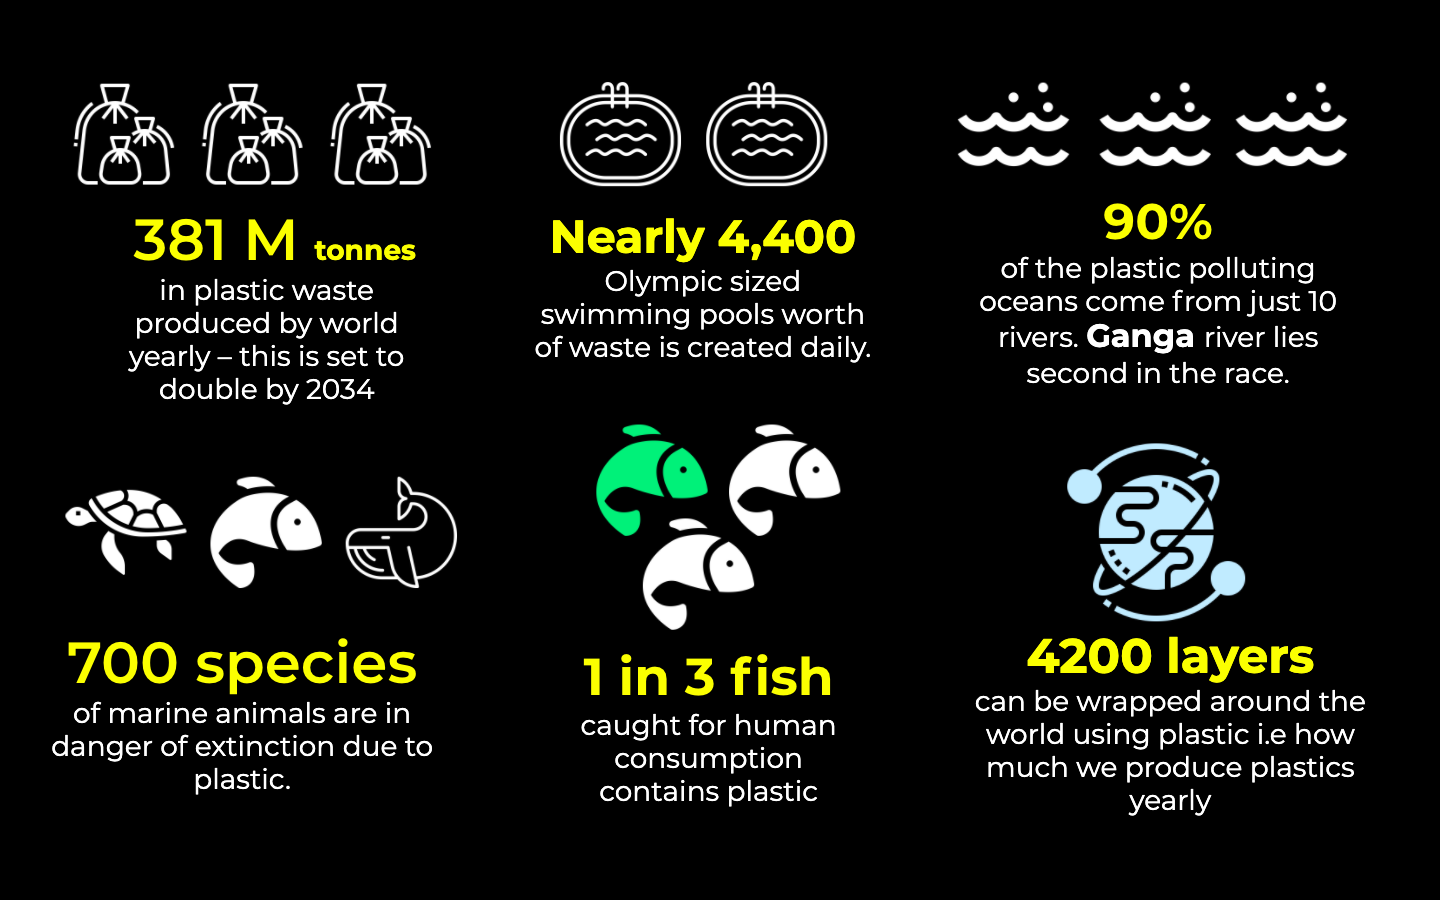 381 M tonnes
in plastic waste
produced by world
yearly – this is set to
double by 2034
Nearly 4,400
Olympic sized
swimming pools worth
of waste is created daily.
90%
of the plastic polluting
oceans come from just 10
rivers. Ganga river lies
second in the race.
700 species
of marine animals are in
danger of extinction due to
plastic.
1 in 3 fish
caught for human
consumption
contains plastic
4200 layers
can be wrapped around the
world using plastic i.e how
much we produce plastics
yearly